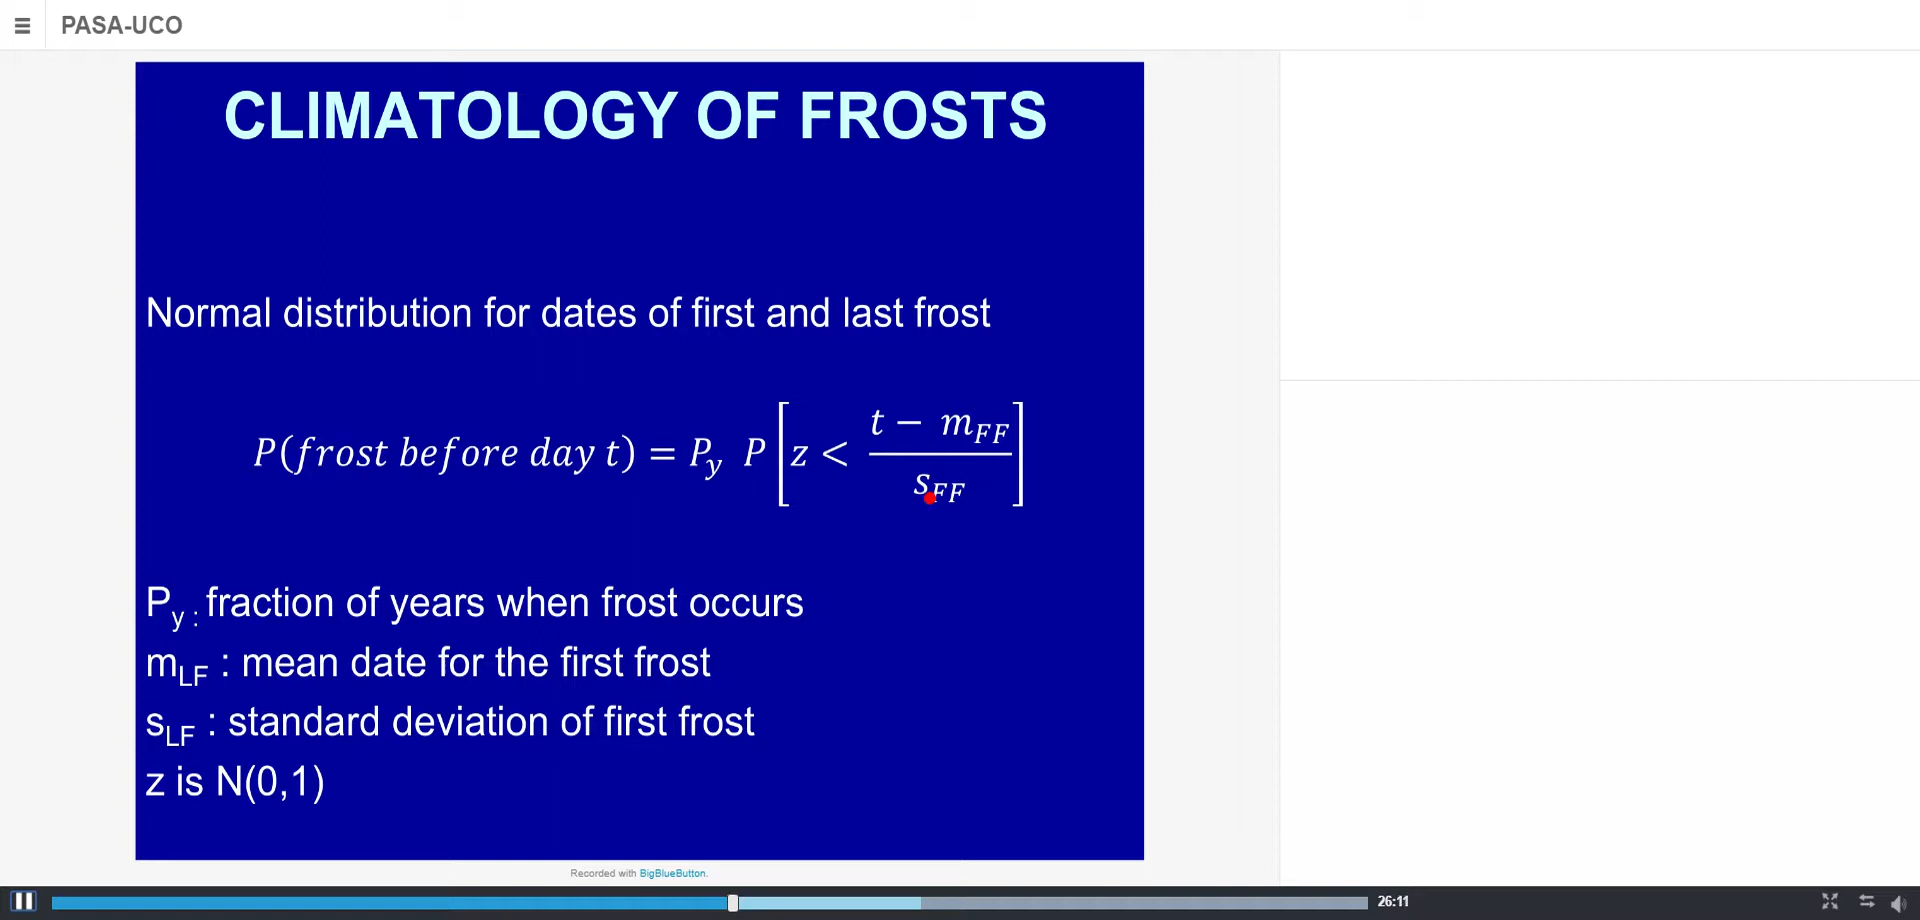 PASA-UCO
CLIMATOLOGY OF FROSTS
Normal distribution for dates of first and last frost
P(frost before day t) = P_y P [z < (t − m_FF)/s_FF]
P_y : fraction of years when frost occurs
m_LF : mean date for the first frost
s_LF : standard deviation of first frost
z is N(0,1)
Recorded with BigBlueButton.
26:11